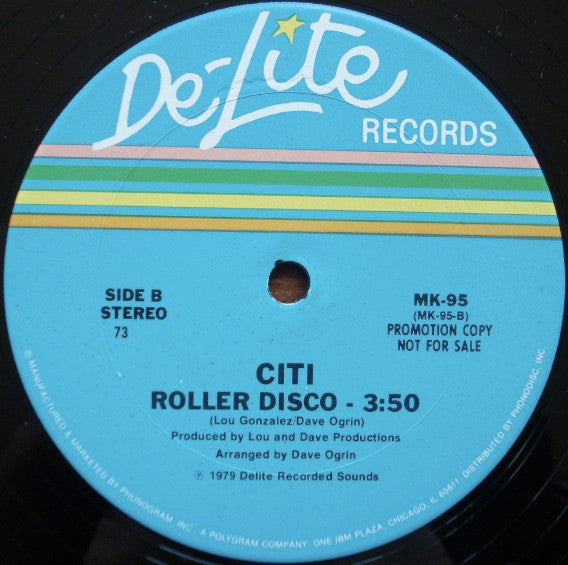 De-Lite
RECORDS
SIDE B
STEREO
73
MK-95
(MK-95-B)
PROMOTION COPY
NOT FOR SALE
CITI
ROLLER DISCO - 3:50
(Lou Gonzalez/Dave Ogrin)
Produced by Lou and Dave Productions
Arranged by Dave Ogrin
℗ 1979 Delite Recorded Sounds
® MANUFACTURED & MARKETED BY PHONOGRAM, INC., A POLYGRAM COMPANY. ONE IBM PLAZA, CHICAGO, IL 60611 DISTRIBUTED BY PHONODISC, INC.